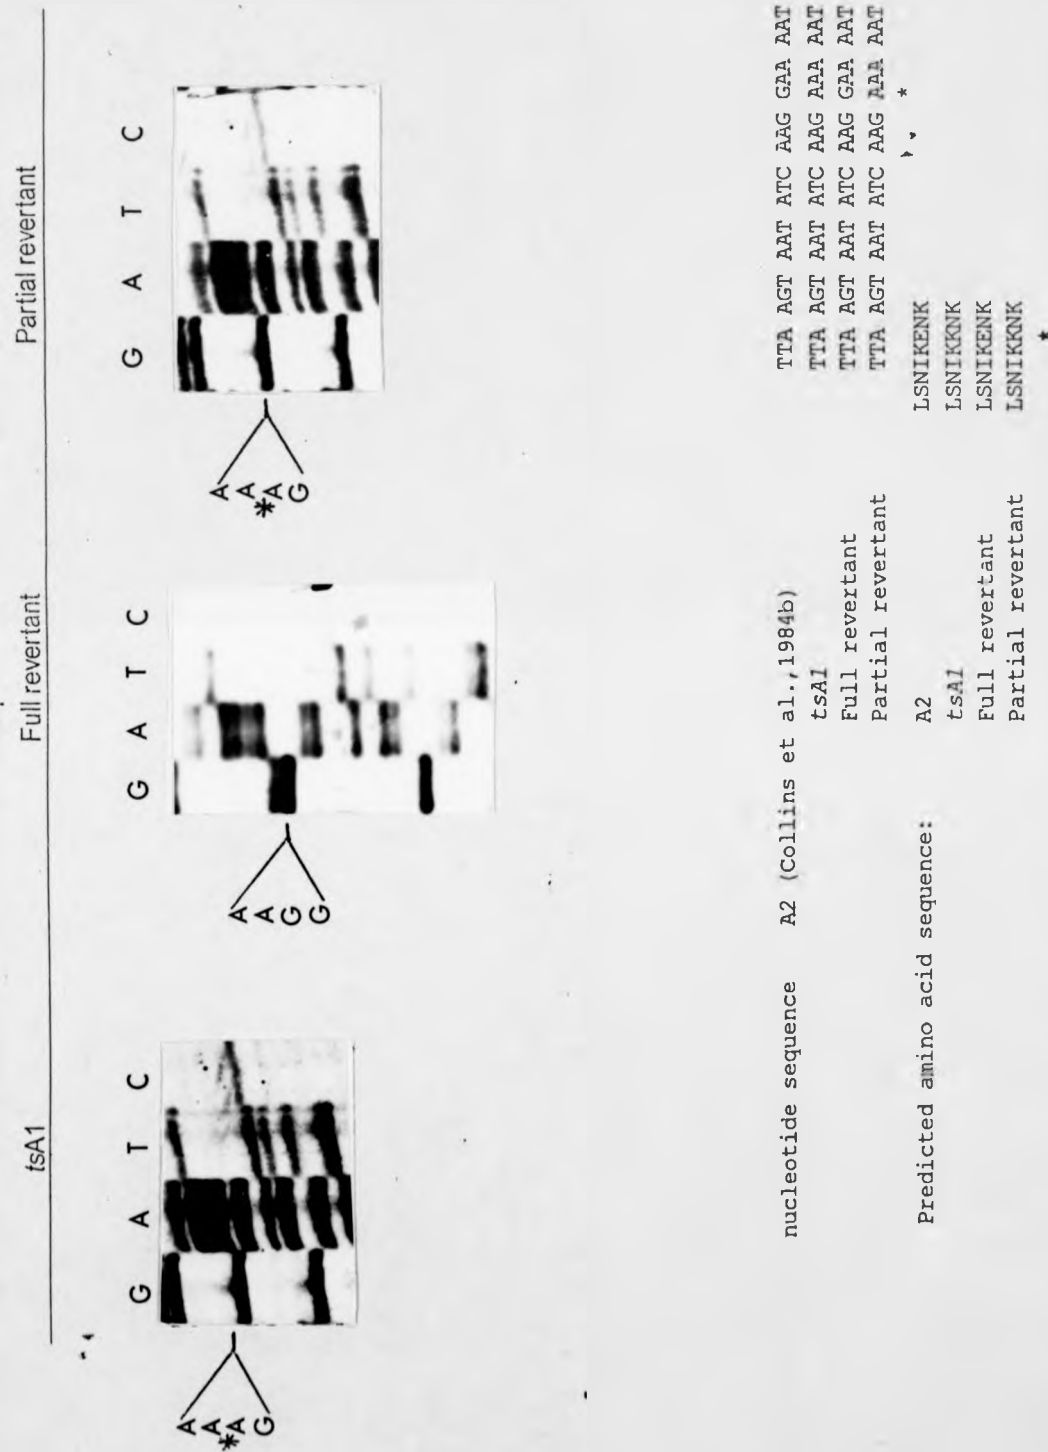 tsA1 Full revertant Partial revertant
G A T C G A T C G A T C
A
A
*A
G
A
A
G
G
A
A
*A
G
nucleotide sequence A2 (Collins et al.,1984b) TTA AGT AAT ATC AAG GAA AAT
tsA1 TTA AGT AAT ATC AAG AAA AAT
Full revertant TTA AGT AAT ATC AAG GAA AAT
Partial revertant TTA AGT AAT ATC AAG AAA AAT
*
Predicted amino acid sequence: A2 LSNIKENK
tsA1 LSNIKKNK
Full revertant LSNIKENK
Partial revertant LSNIKKNK
*